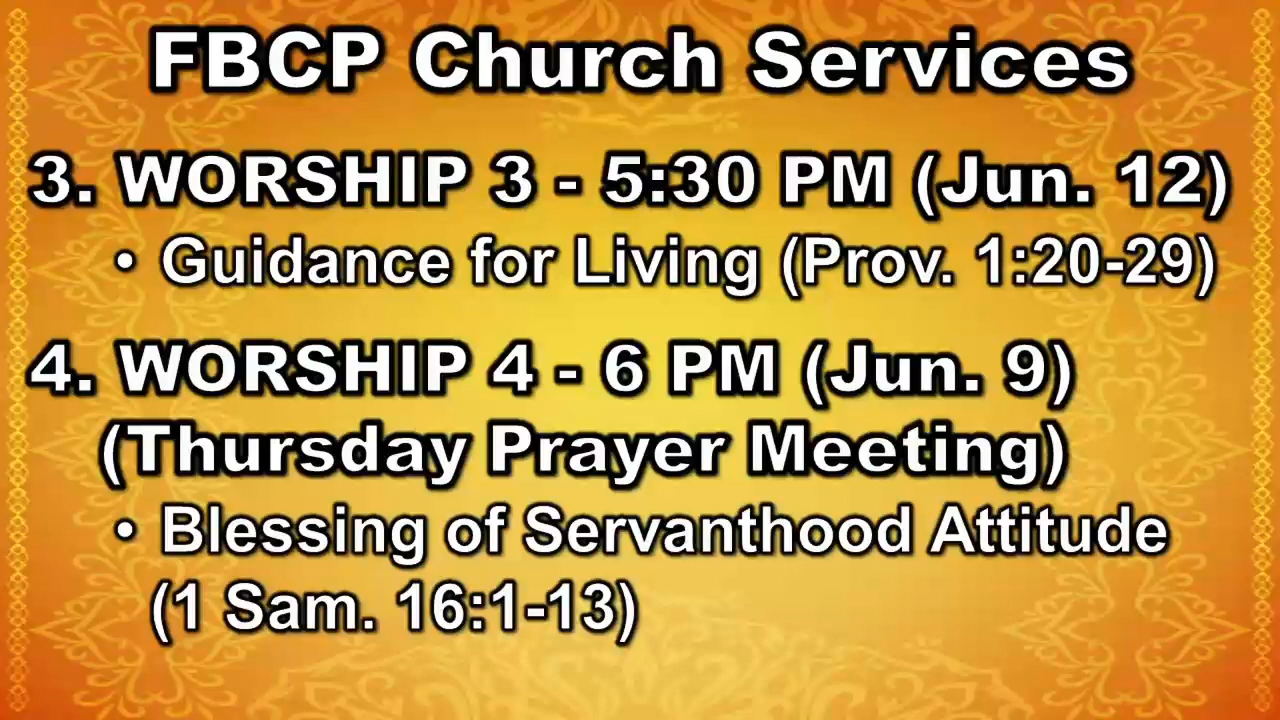 FBCP Church Services
3. WORSHIP 3 - 5:30 PM (Jun. 12)
• Guidance for Living (Prov. 1:20-29)
4. WORSHIP 4 - 6 PM (Jun. 9)
(Thursday Prayer Meeting)
• Blessing of Servanthood Attitude
(1 Sam. 16:1-13)